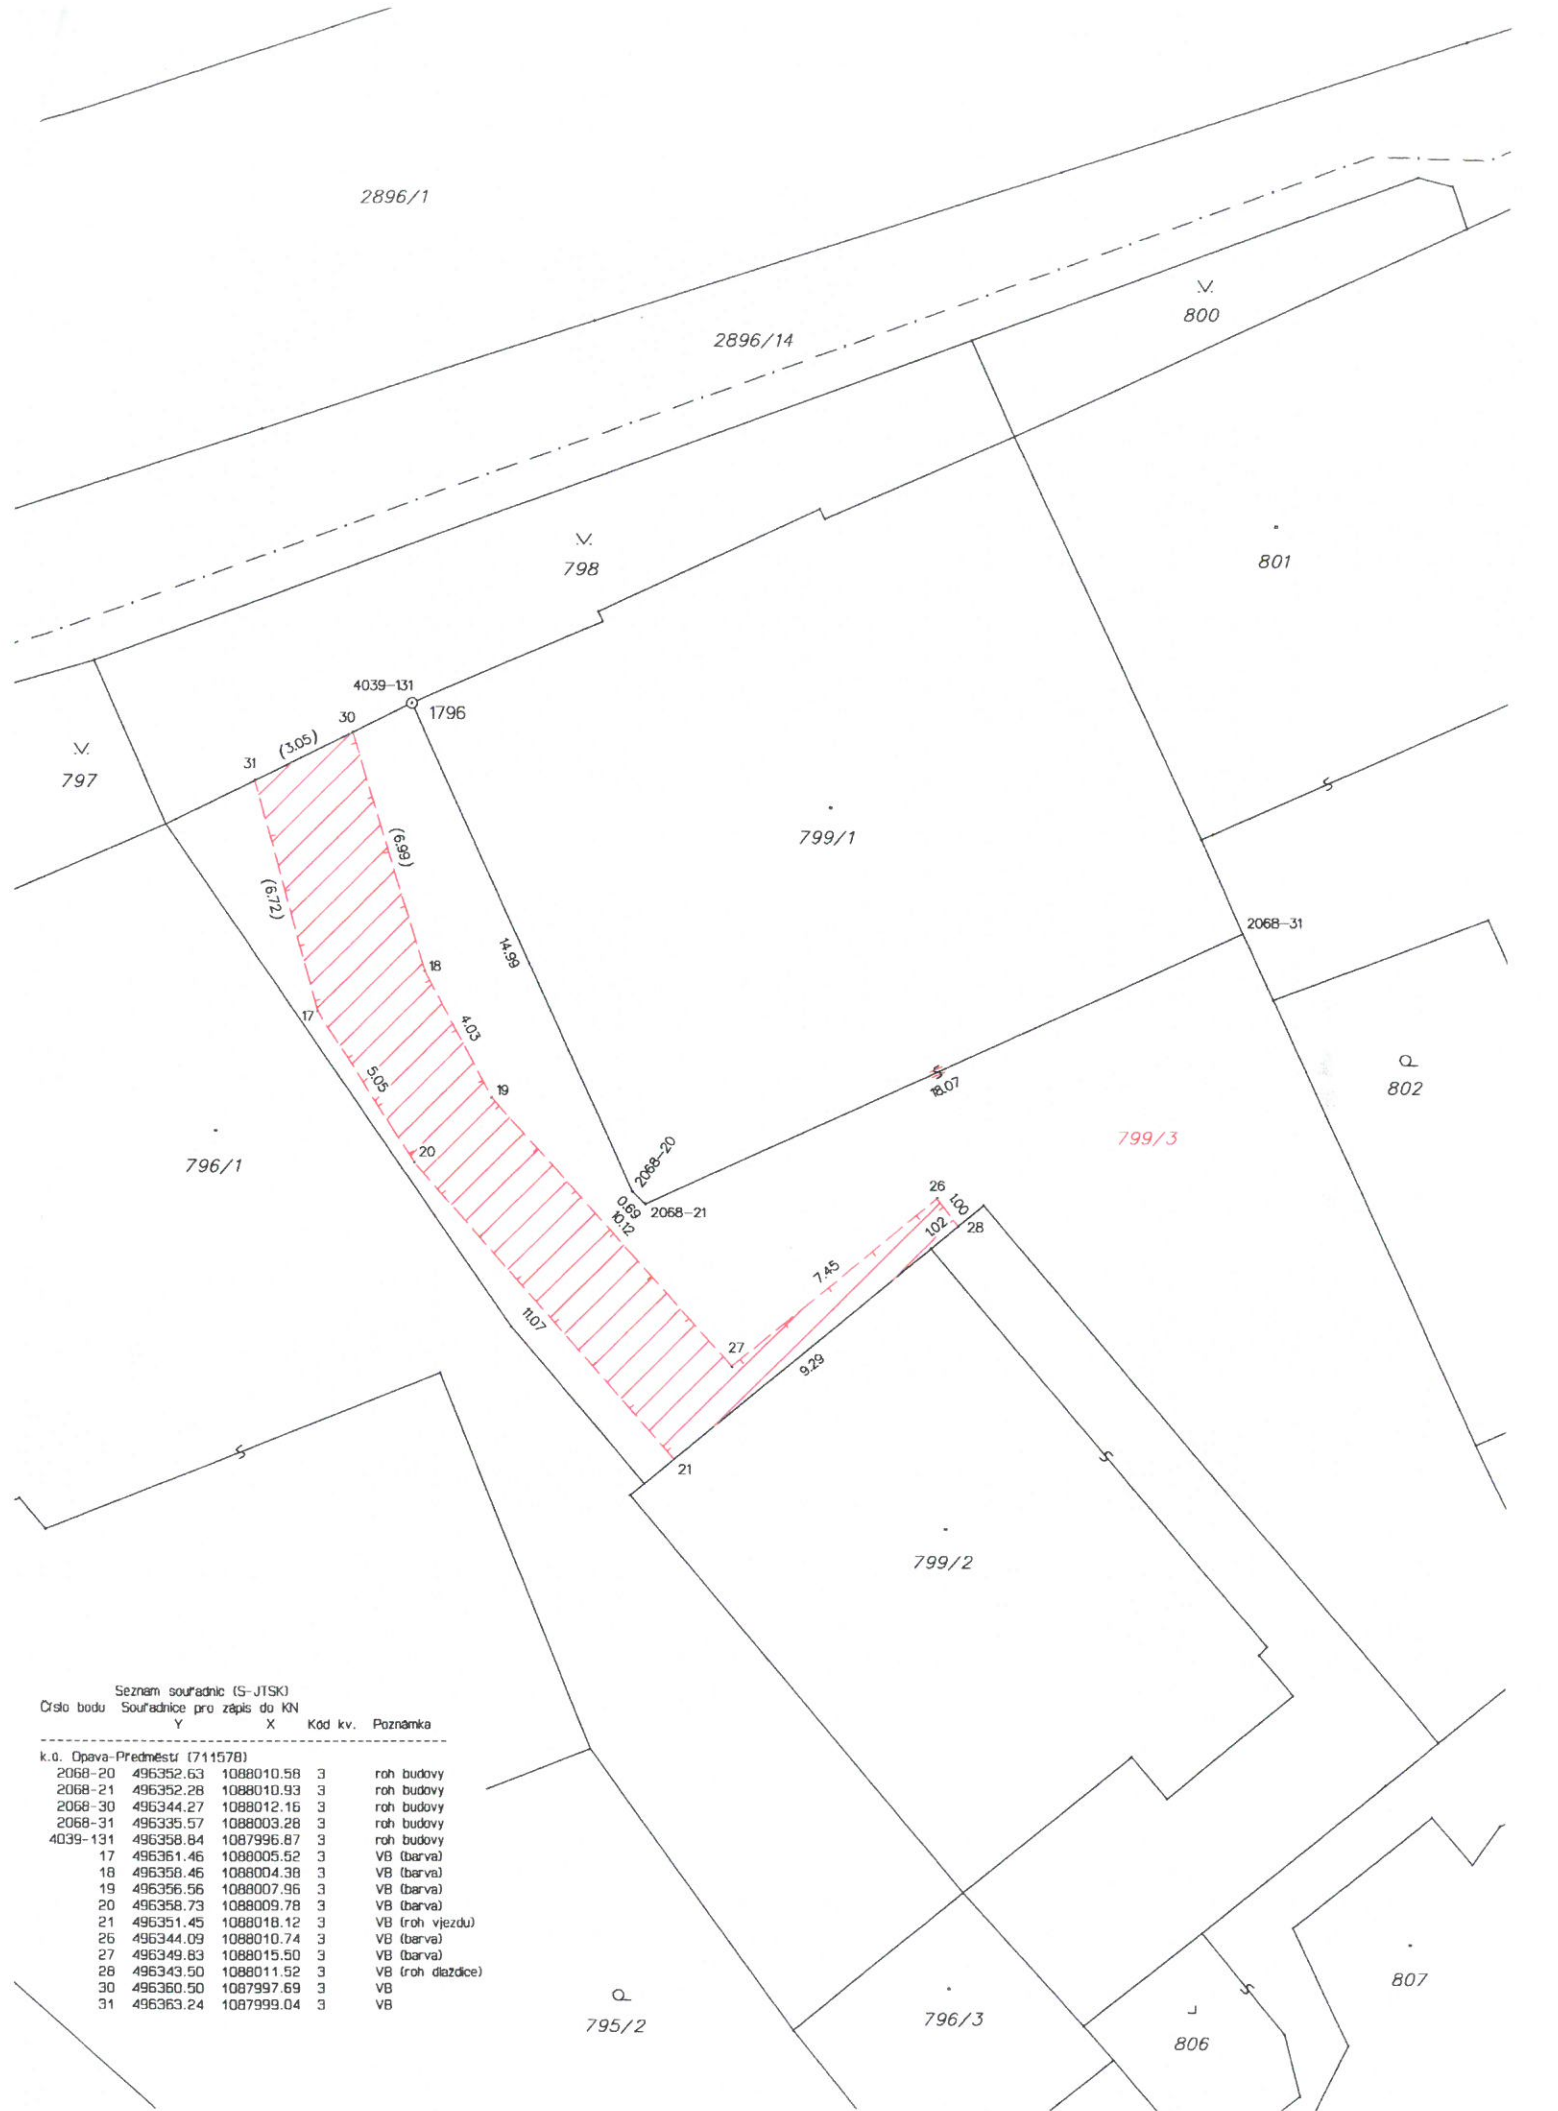 2896/1
2896/14
V
800
V
798
801
4039-131
1796
30
(3.05)
31
V
797
(6.99)
(6.72)
799/1
14.99
18
17
4.03
2068-31
5.05
19
18.07
802
799/3
20
796/1
2068-20
0.69
10.12
2068-21
26
1.00
1.02
28
7.45
11.07
27
9.29
21
799/2
Seznam souřadnic (S-JTSK)
Číslo bodu Souřadnice pro zápis do KN
Y X Kód kv. Poznámka
k.ú. Opava-Předměstí (711578)
2068-20 496352.63 1088010.58 3 roh budovy
2068-21 496352.28 1088010.93 3 roh budovy
2068-30 496344.27 1088012.16 3 roh budovy
2068-31 496335.57 1088003.28 3 roh budovy
4039-131 496358.84 1087996.87 3 roh budovy
17 496361.46 1088005.52 3 VB (barva)
18 496358.46 1088004.38 3 VB (barva)
19 496356.56 1088007.96 3 VB (barva)
20 496358.73 1088009.78 3 VB (barva)
21 496351.45 1088018.12 3 VB (roh vjezdu)
26 496344.09 1088010.74 3 VB (barva)
27 496349.83 1088015.50 3 VB (barva)
28 496343.50 1088011.52 3 VB (roh dlaždice)
30 496360.50 1087997.69 3 VB
31 496363.24 1087999.04 3 VB
795/2
796/3
806
807